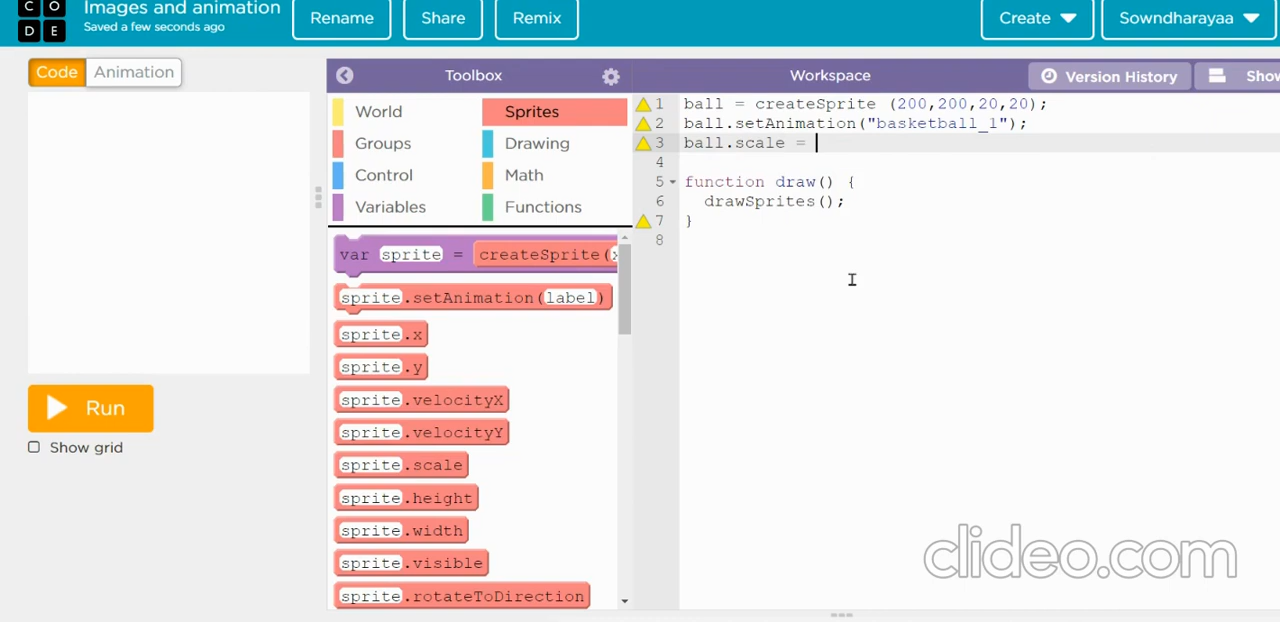 CO
DE
Images and animation
Saved a few seconds ago
Rename
Share
Remix
Create
Sowndharayaa
Code
Animation
Toolbox
Workspace
Version History
Show
World
Sprites
Groups
Drawing
Control
Math
Variables
Functions
1 ball = createSprite (200,200,20,20);
2 ball.setAnimation("basketball_1");
3 ball.scale =
4
5 function draw() {
6 drawSprites();
7 }
8
var sprite = createSprite(x
sprite.setAnimation(label)
sprite.x
sprite.y
sprite.velocityX
sprite.velocityY
sprite.scale
sprite.height
sprite.width
sprite.visible
sprite.rotateToDirection
Run
Show grid
clideo.com